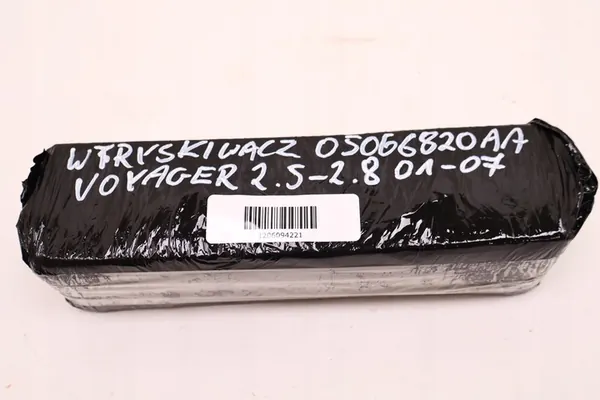 WTRYSKIWACZ 05066820AA
VOYAGER 2.5-2.8 01-07
1206094221